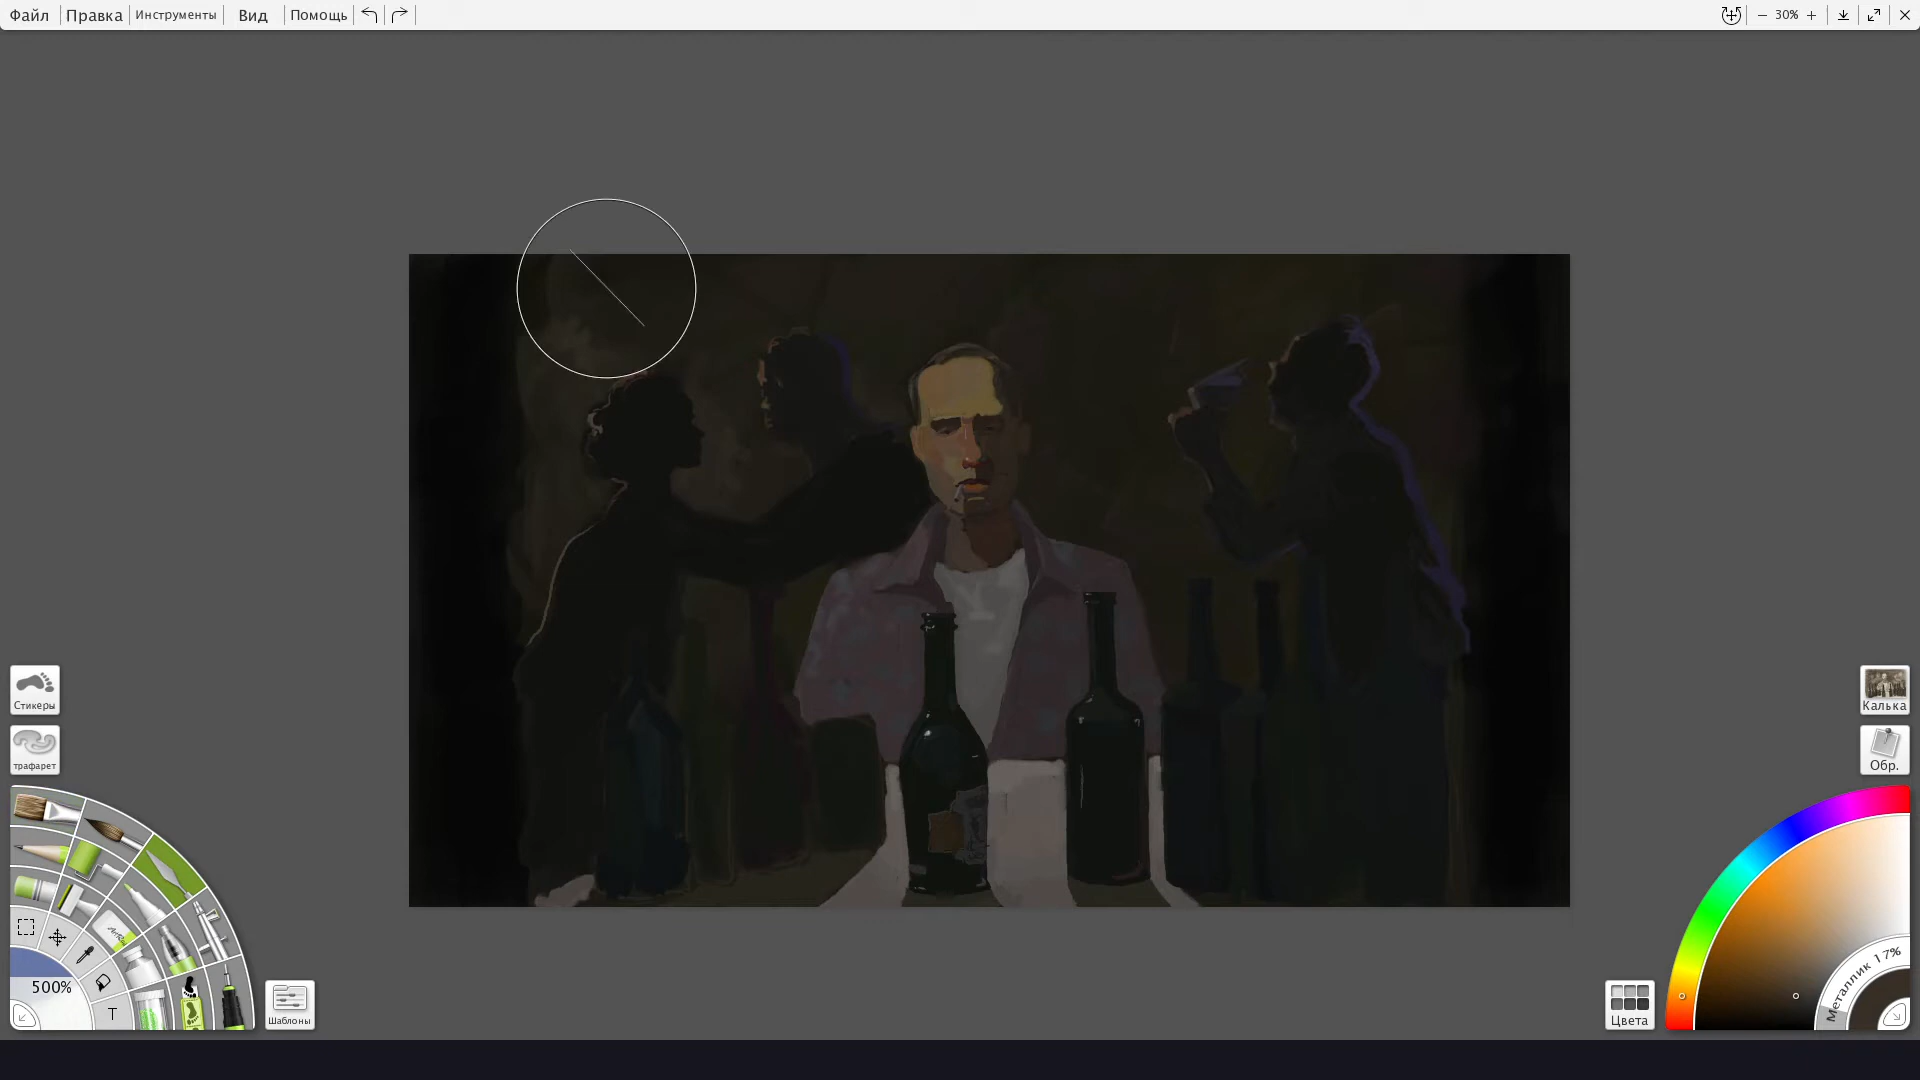 Файл Правка Инструменты Вид Помощь 30%
Стикеры
трафарет
500%
T
Шаблоны
Калька
Обр.
Металлик 17%
Цвета